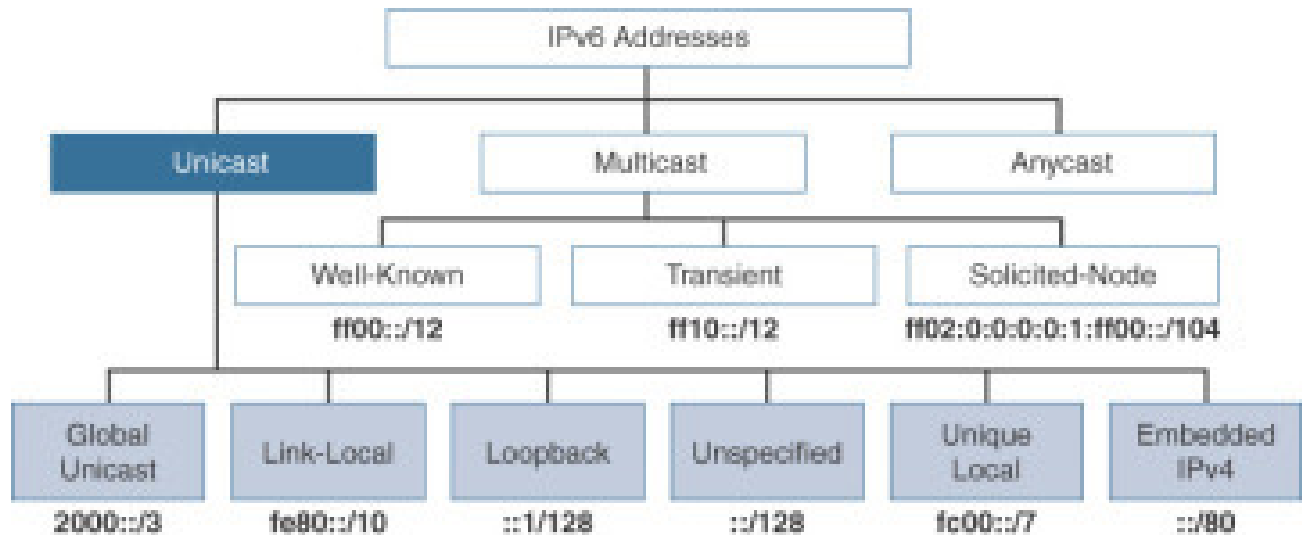 IPv6 Addresses
Unicast
Multicast
Anycast
Well-Known
Transient
Solicited-Node
ff00::/12
ff10::/12
ff02:0:0:0:0:1:ff00::/104
Global
Unicast
Link-Local
Loopback
Unspecified
Unique
Local
Embedded
IPv4
2000::/3
fe80::/10
::1/128
::/128
fc00::/7
::/80